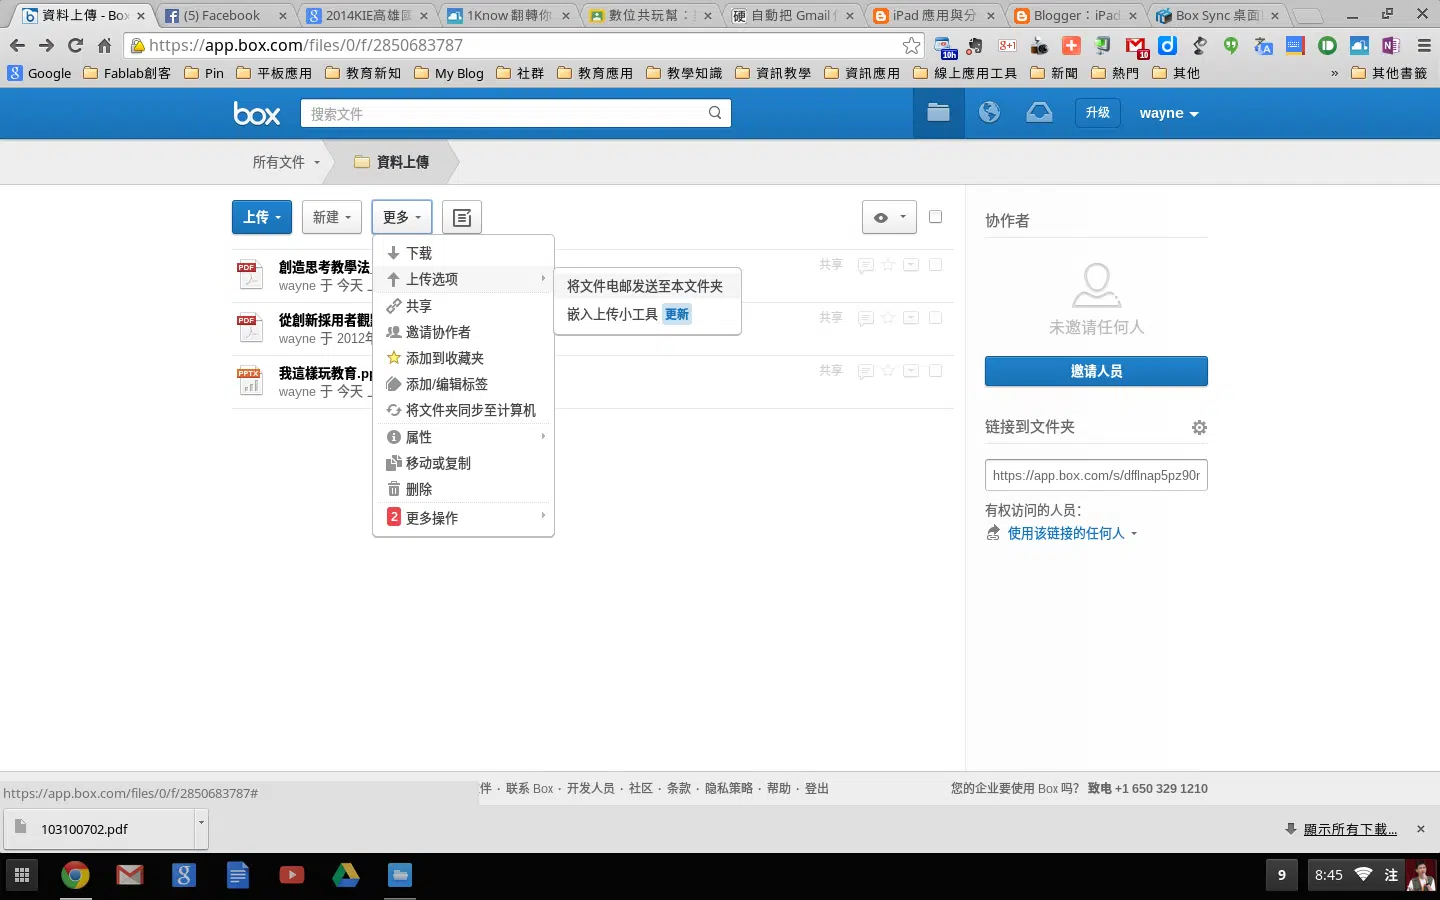 資料上傳 - Box
(5) Facebook
2014KIE高雄國
1Know 翻轉你
數位共玩幫：
自動把 Gmail
iPad 應用與分
Blogger：iPad
Box Sync 桌面
https://app.box.com/files/0/f/2850683787
10h
10
Google
Fablab創客
Pin
平板應用
教育新知
My Blog
社群
教育應用
教學知識
資訊教學
資訊應用
線上應用工具
新聞
熱門
其他
»
其他書籤
box
搜索文件
升级
wayne
所有文件
資料上傳
上传
新建
更多
協作者
創造思考教學法
wayne 于 今天 上
共享
從創新採用者觀
wayne 于 2012年
共享
我這樣玩教育.pp
wayne 于 今天 上
共享
下载
上传选项
共享
邀请协作者
添加到收藏夹
添加/编辑标签
将文件夹同步至计算机
属性
移动或复制
删除
2 更多操作
将文件电邮发送至本文件夹
嵌入上传小工具 更新
未邀请任何人
邀请人员
链接到文件夹
https://app.box.com/s/dfflnap5pz90r
有权访问的人员：
使用该链接的任何人
https://app.box.com/files/0/f/2850683787#
伴 · 联系 Box · 开发人员 · 社区 · 条款 · 隐私策略 · 帮助 · 登出
您的企业要使用 Box 吗？ 致电 +1 650 329 1210
103100702.pdf
顯示所有下載...
9
8:45
注